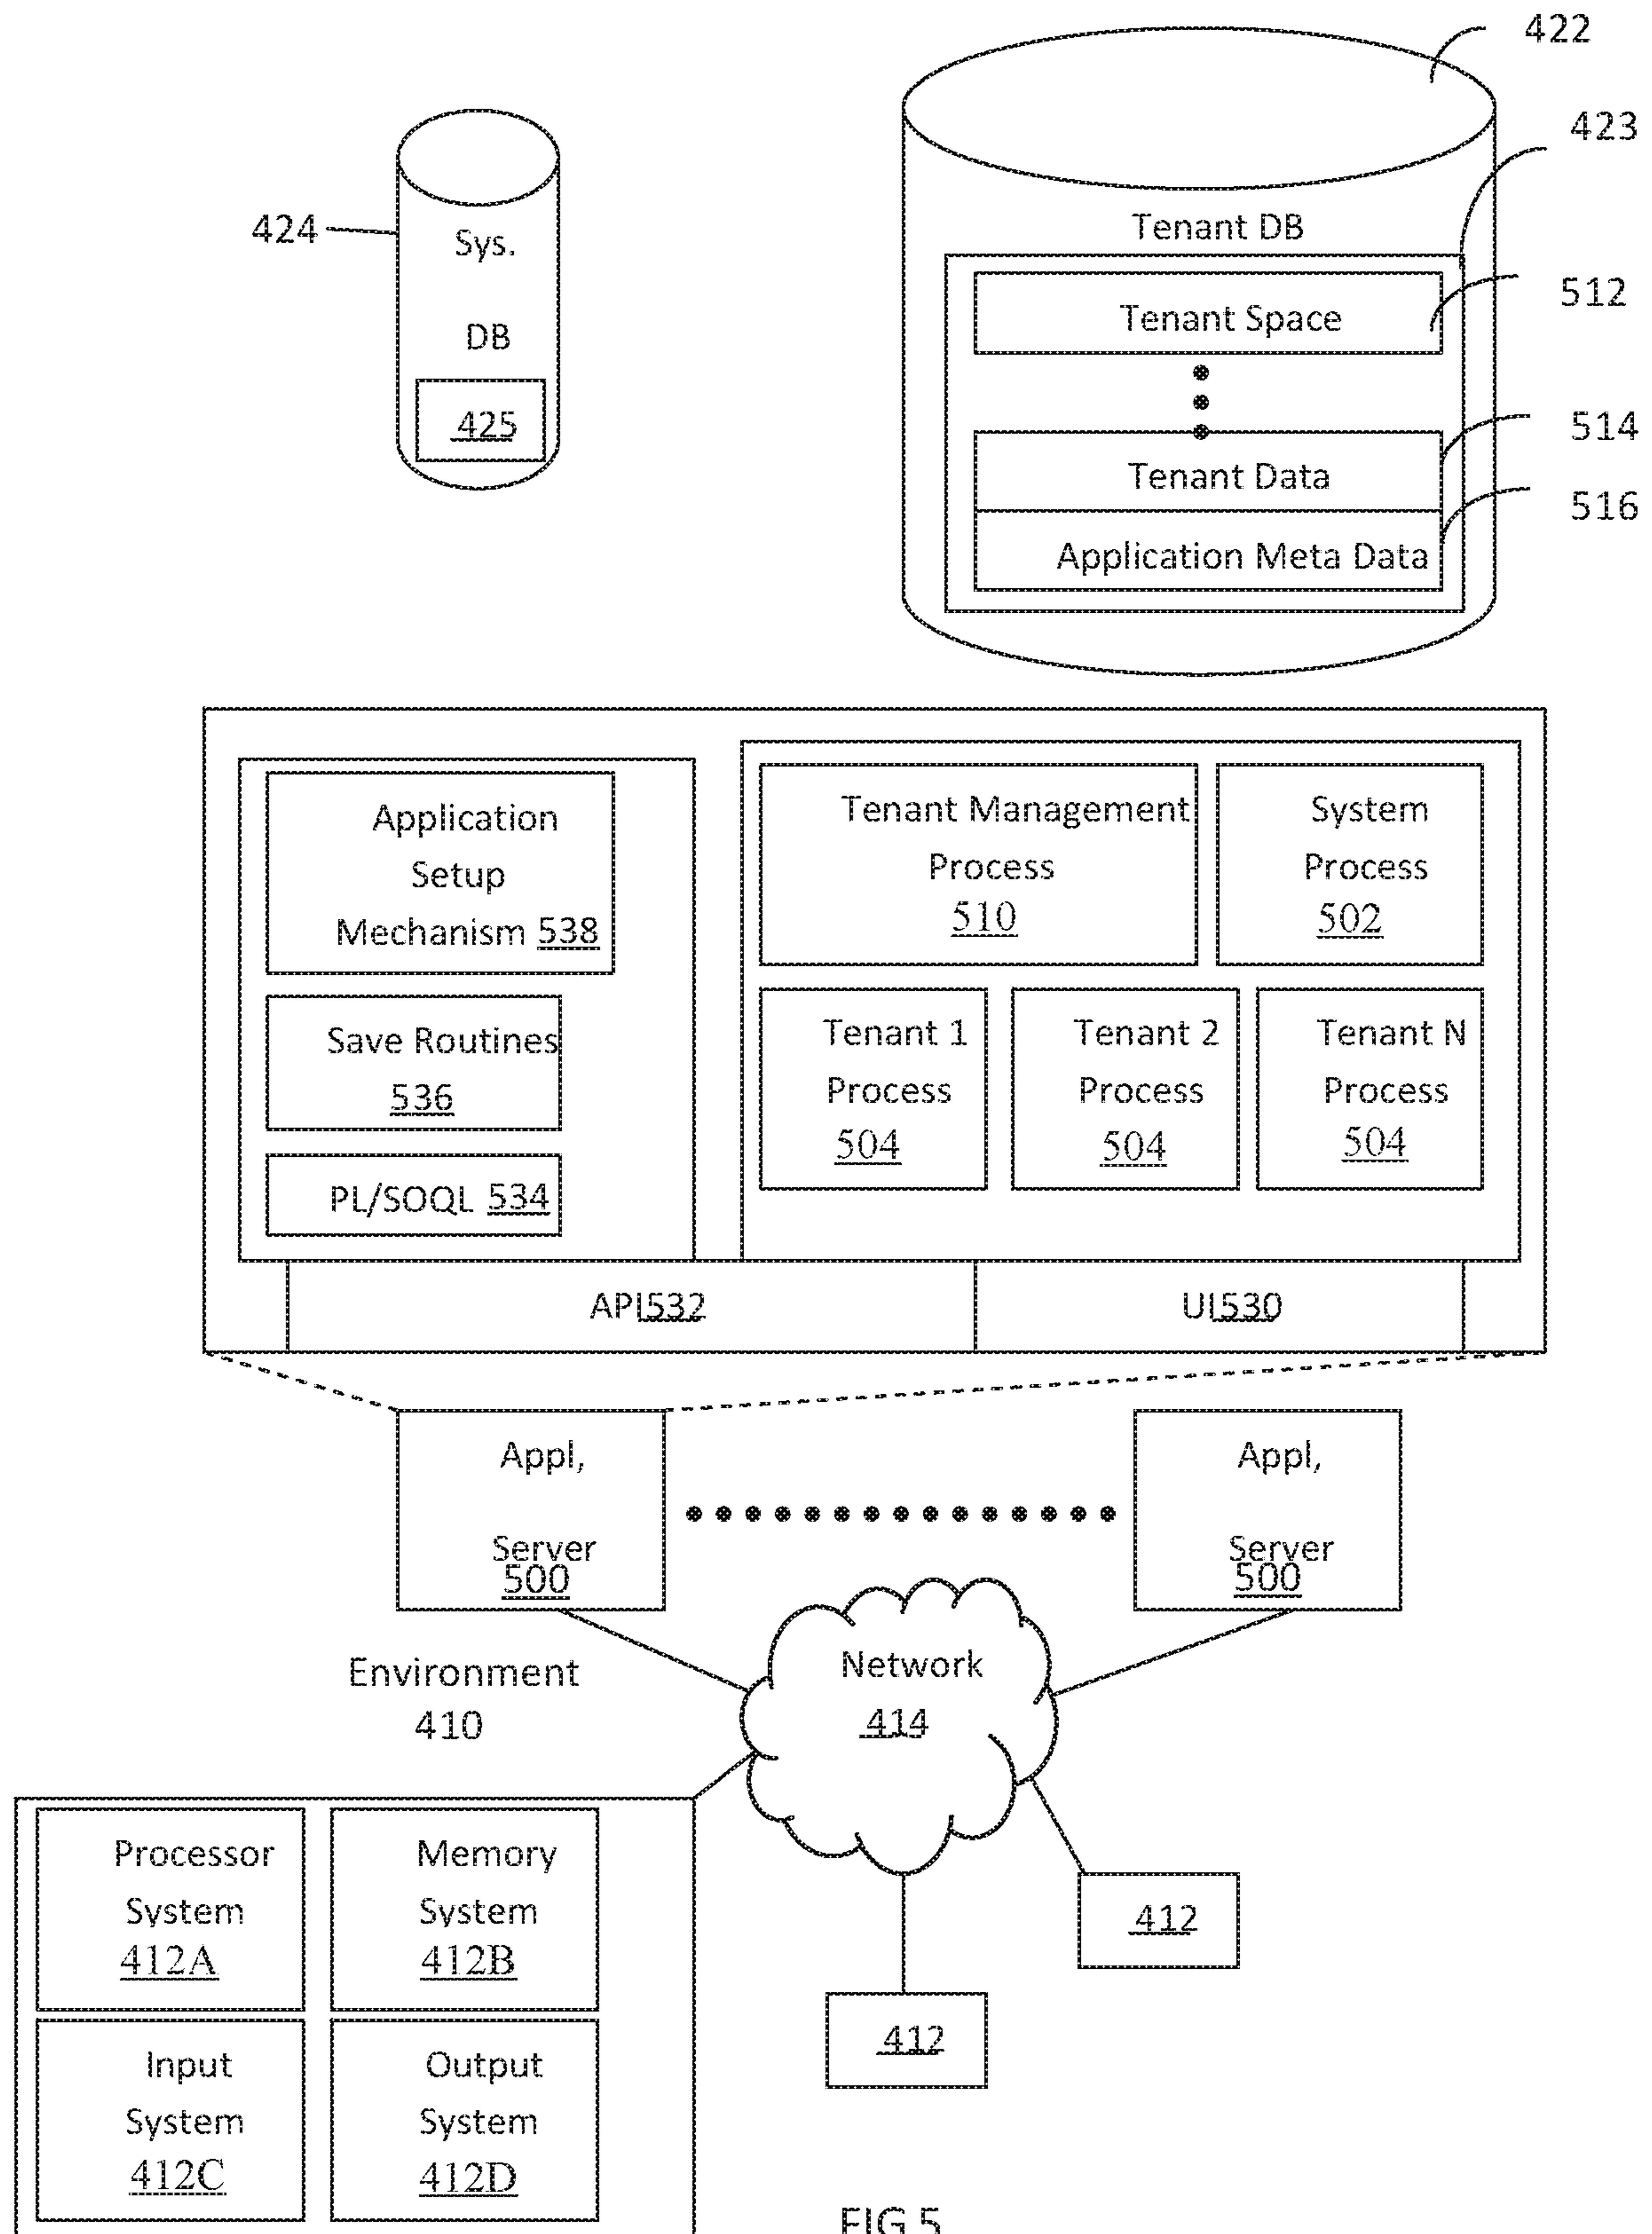 422
423
424
Sys.
DB
425
Tenant DB
Tenant Space
512
514
Tenant Data
516
Application Meta Data
Application
Setup
Mechanism 538
Save Routines
536
PL/SOQL 534
Tenant Management
Process
510
System
Process
502
Tenant 1
Process
504
Tenant 2
Process
504
Tenant N
Process
504
API532
UI530
Appl,
Server
500
Appl,
Server
500
Environment
410
Network
414
Processor
System
412A
Memory
System
412B
Input
System
412C
Output
System
412D
412
412
FIG 5